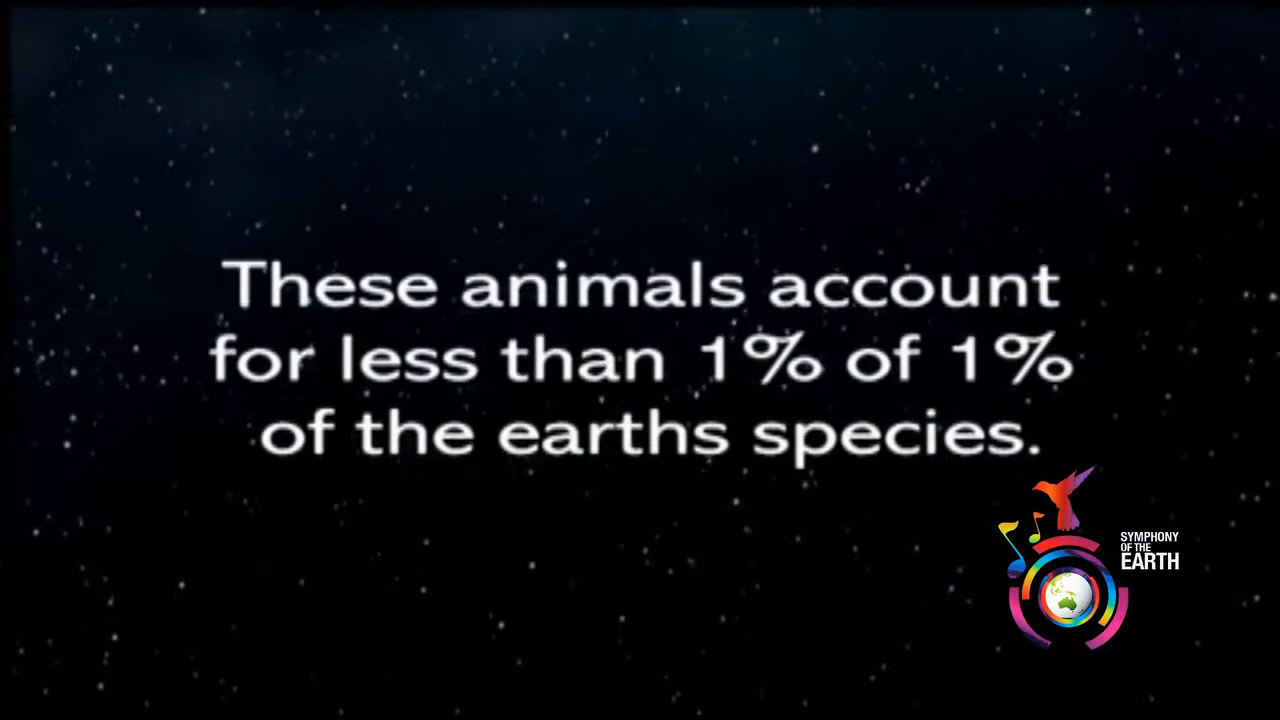 These animals account
for less than 1% of 1%
of the earths species.
SYMPHONY
OF THE
EARTH